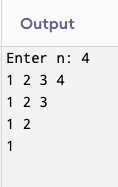 Output
Enter n: 4
1 2 3 4
1 2 3
1 2
1